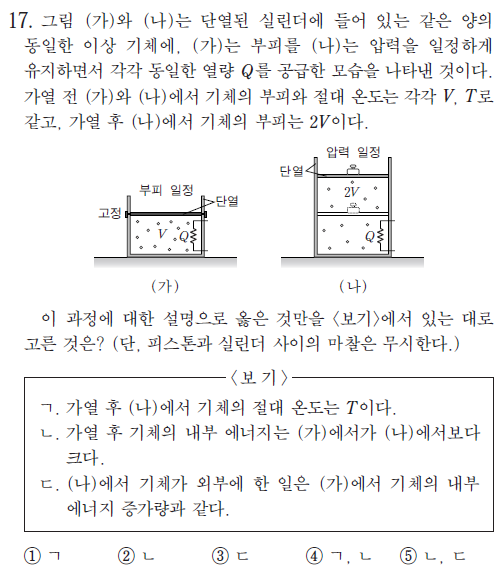 17. 그림 (가)와 (나)는 단열된 실린더에 들어 있는 같은 양의
동일한 이상 기체에, (가)는 부피를 (나)는 압력을 일정하게
유지하면서 각각 동일한 열량 Q를 공급한 모습을 나타낸 것이다.
가열 전 (가)와 (나)에서 기체의 부피와 절대 온도는 각각 V, T로
같고, 가열 후 (나)에서 기체의 부피는 2V이다.
압력 일정
단열
부피 일정
단열
2V
고정
V
Q
Q
(가)
(나)
이 과정에 대한 설명으로 옳은 것만을 <보기>에서 있는 대로
고른 것은? (단, 피스톤과 실린더 사이의 마찰은 무시한다.)
<보 기>
ㄱ. 가열 후 (나)에서 기체의 절대 온도는 T이다.
ㄴ. 가열 후 기체의 내부 에너지는 (가)에서가 (나)에서보다
크다.
ㄷ. (나)에서 기체가 외부에 한 일은 (가)에서 기체의 내부
에너지 증가량과 같다.
① ㄱ ② ㄴ ③ ㄷ ④ ㄱ, ㄴ ⑤ ㄴ, ㄷ